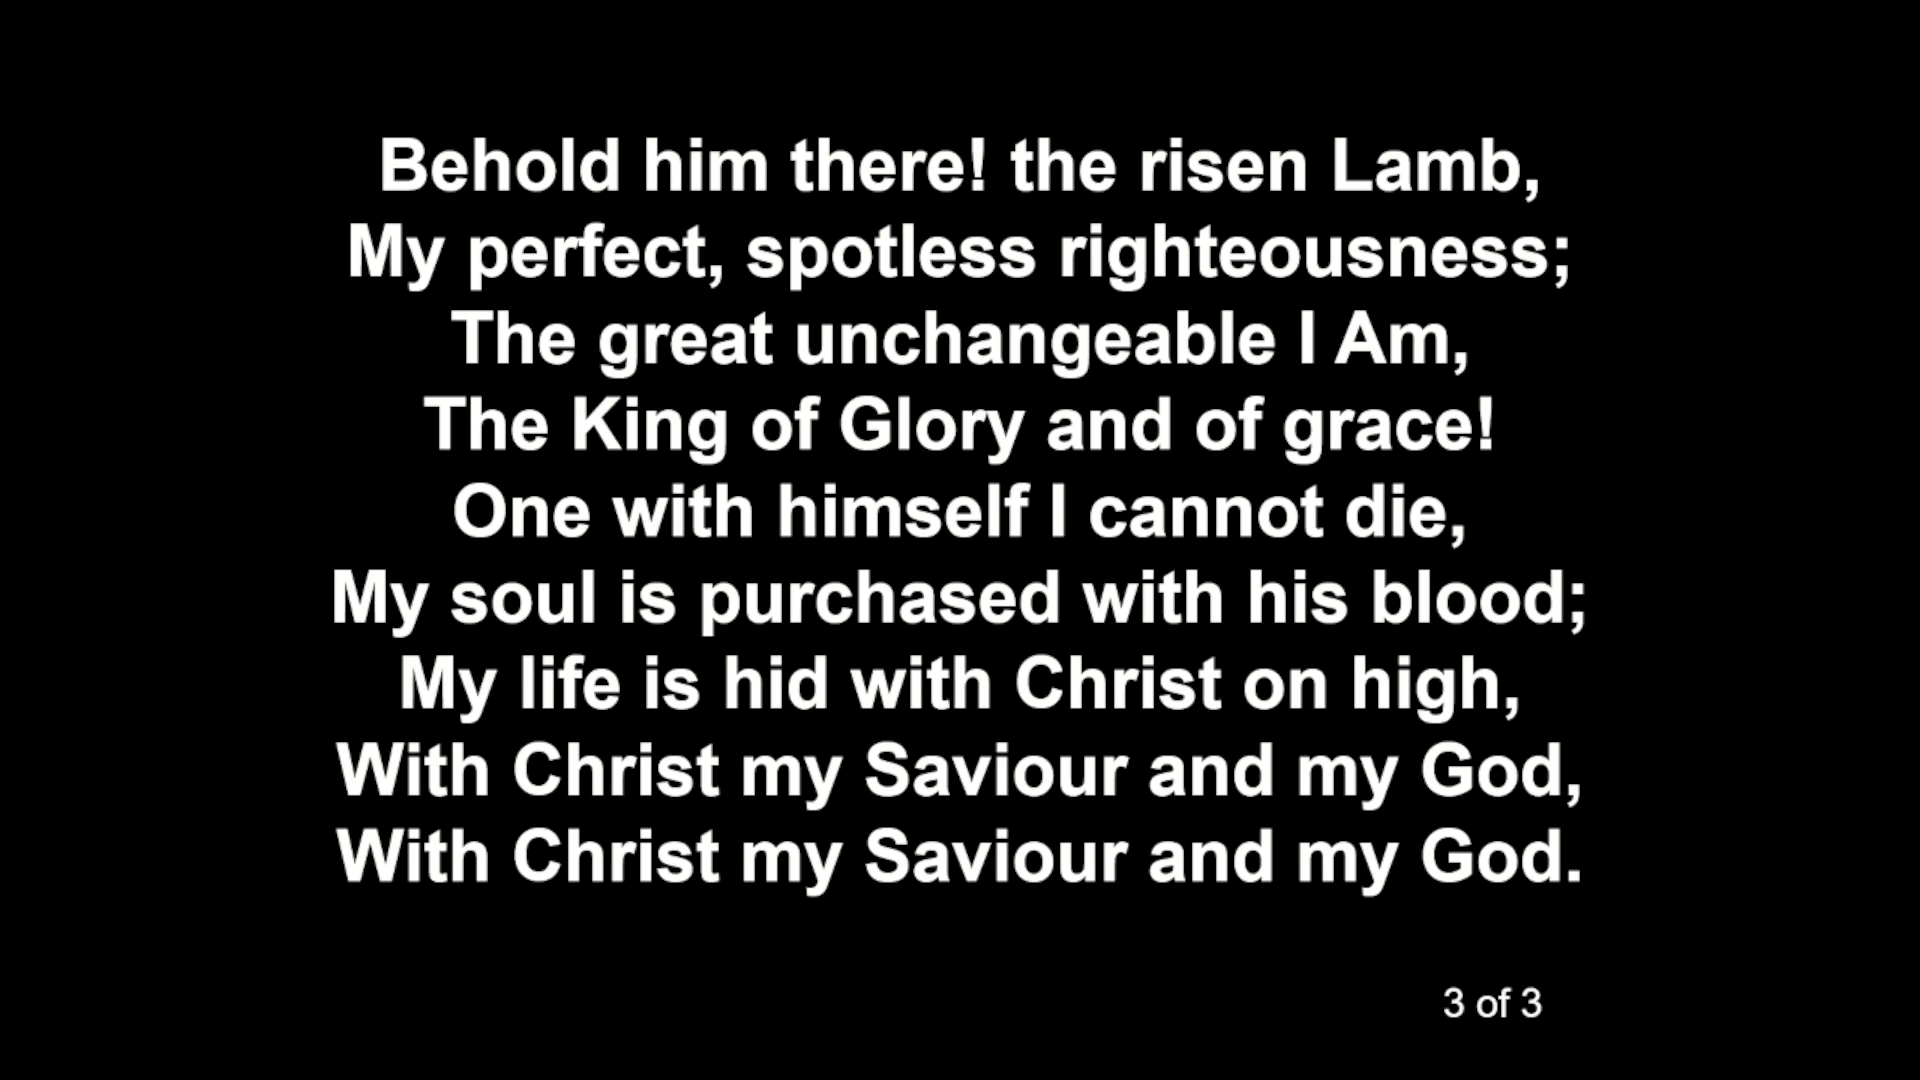 Behold him there! the risen Lamb,
My perfect, spotless righteousness;
The great unchangeable I Am,
The King of Glory and of grace!
One with himself I cannot die,
My soul is purchased with his blood;
My life is hid with Christ on high,
With Christ my Saviour and my God,
With Christ my Saviour and my God.
3 of 3